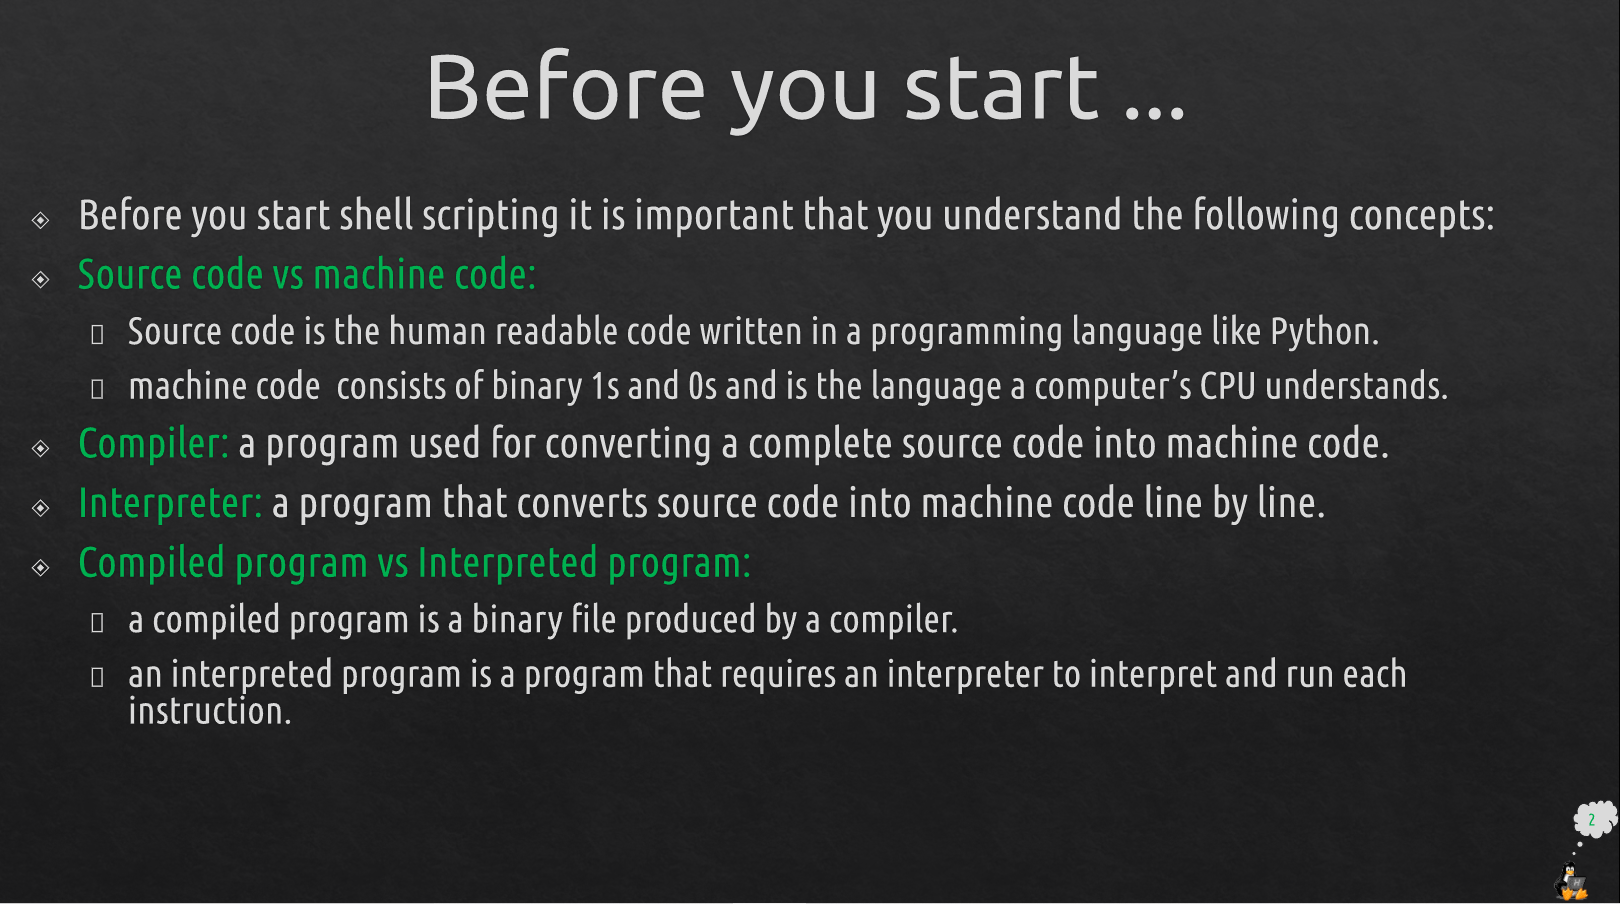 Before you start ...
Before you start shell scripting it is important that you understand the following concepts:
Source code vs machine code:
Source code is the human readable code written in a programming language like Python.
machine code  consists of binary 1s and 0s and is the language a computer’s CPU understands.
Compiler: a program used for converting a complete source code into machine code.
Interpreter: a program that converts source code into machine code line by line.
Compiled program vs Interpreted program:
a compiled program is a binary file produced by a compiler.
an interpreted program is a program that requires an interpreter to interpret and run each
instruction.
2